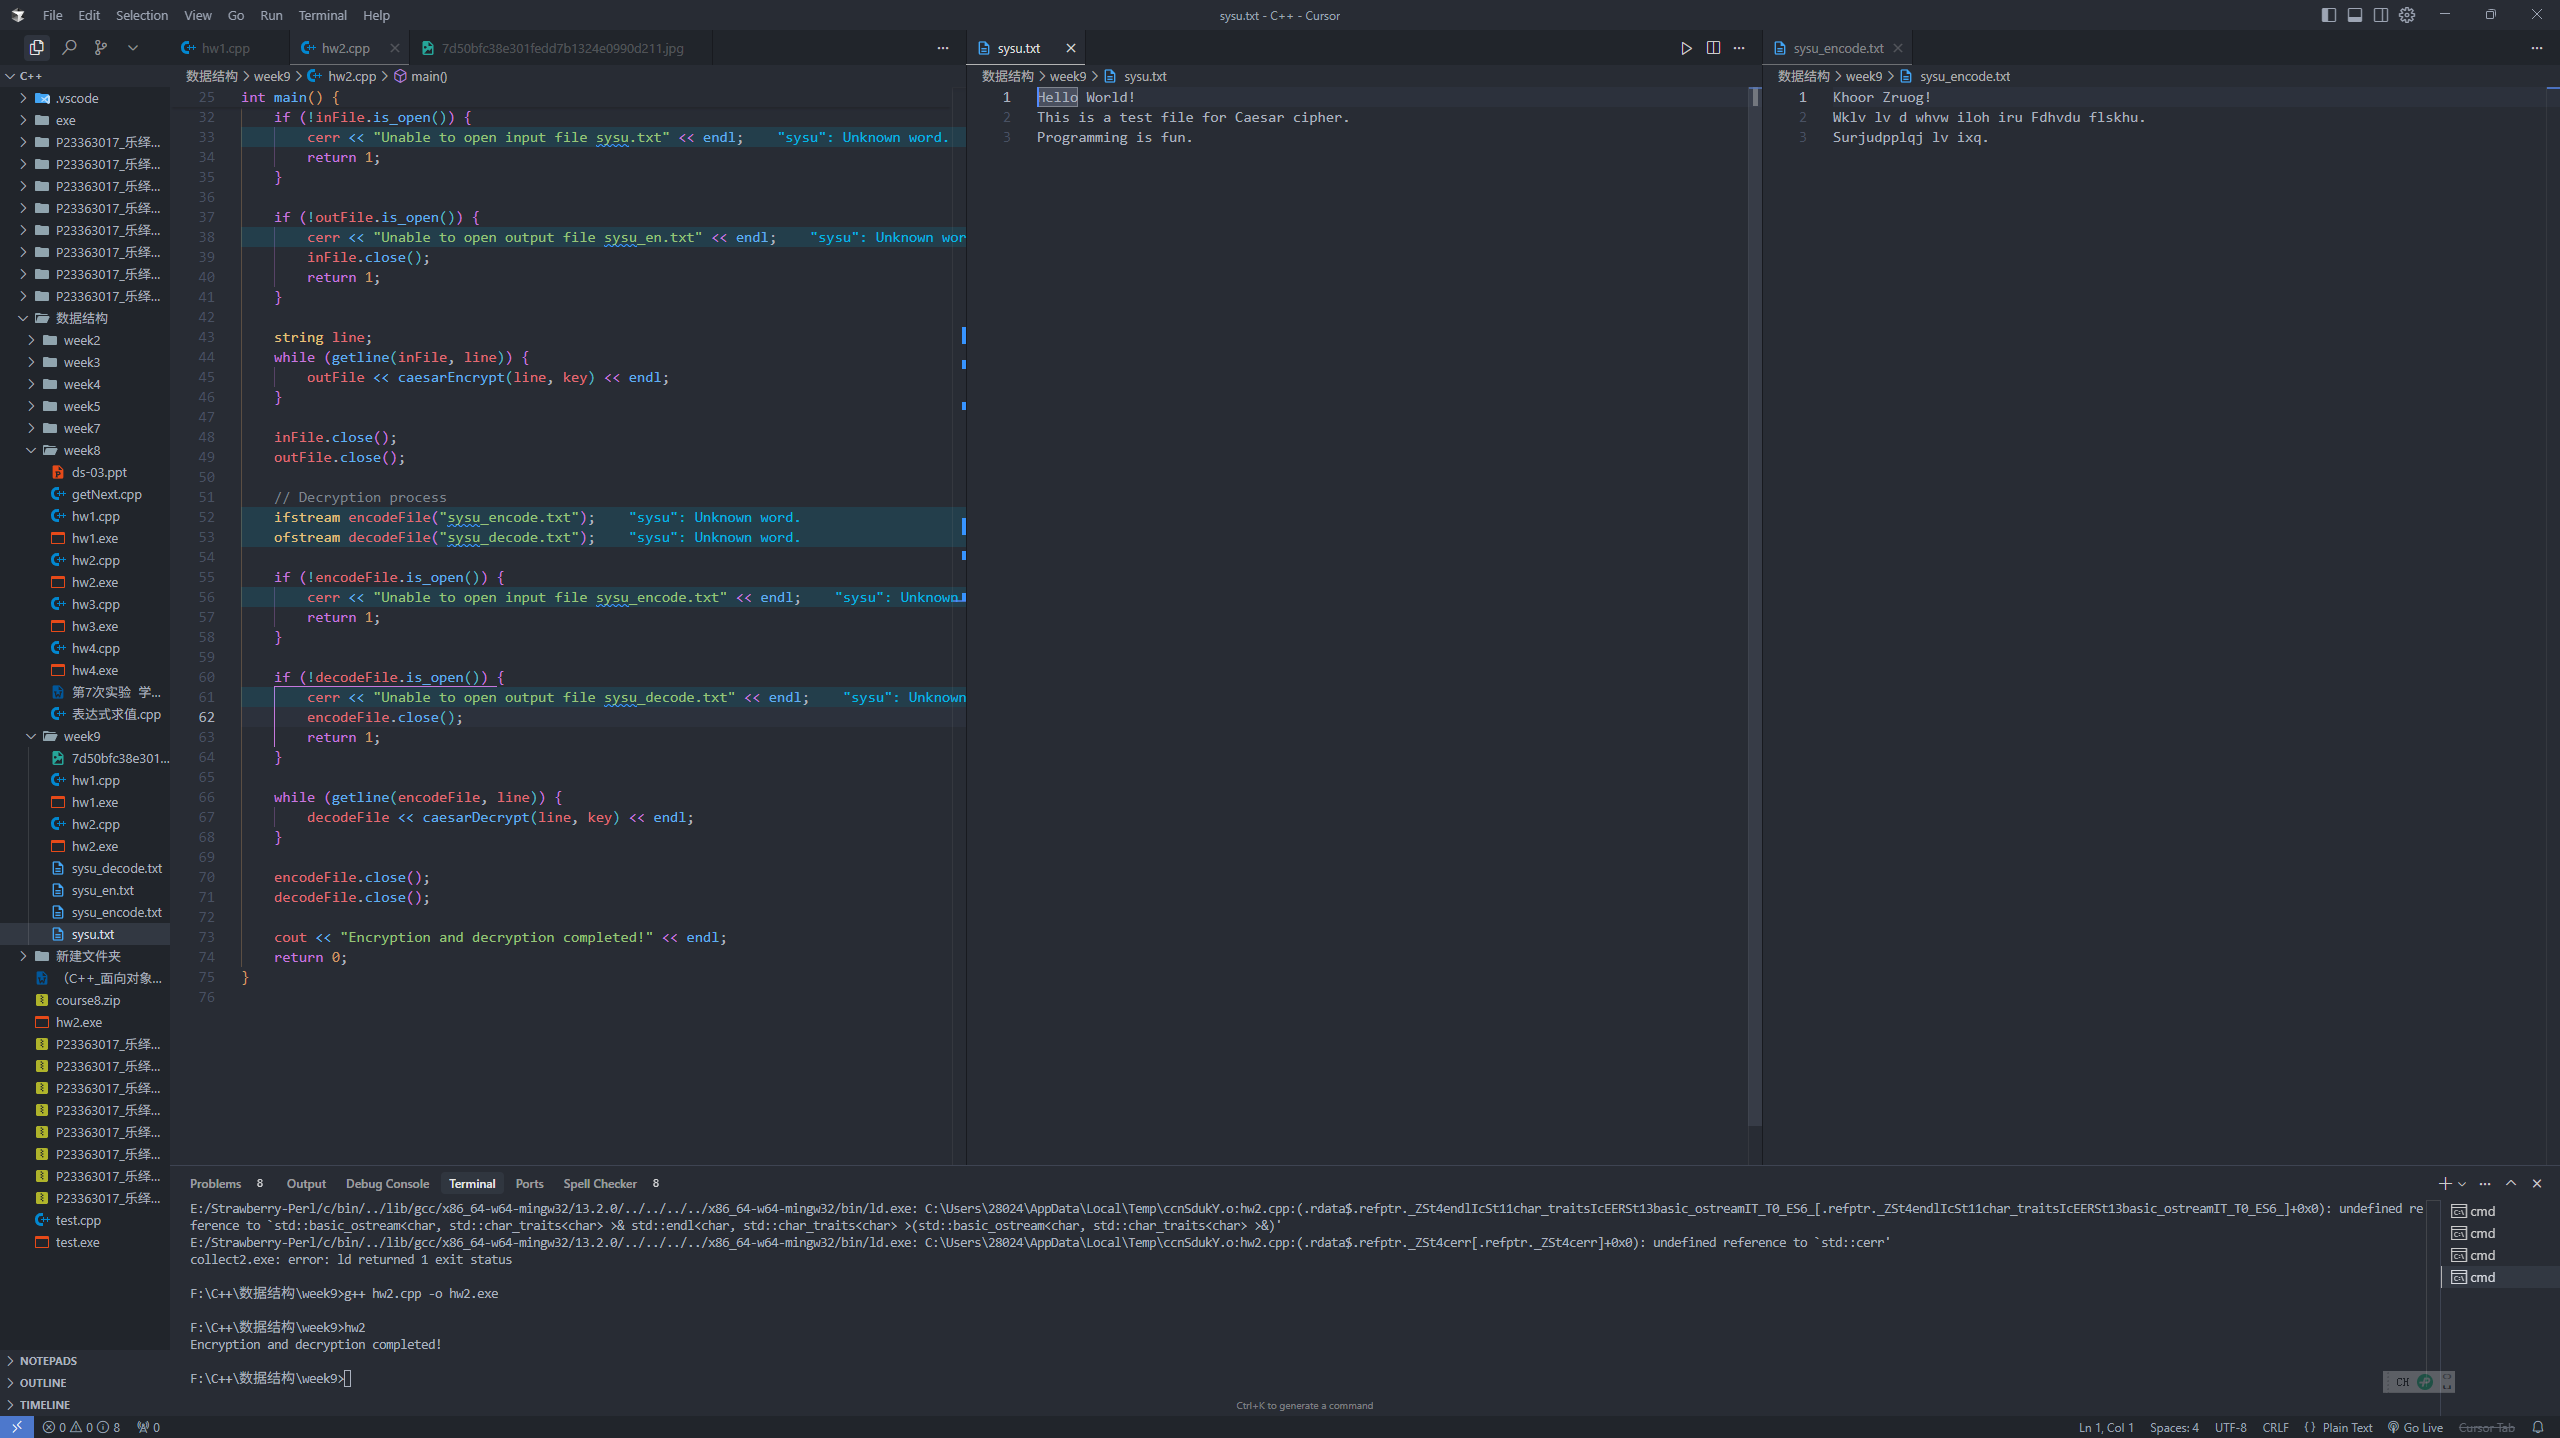 File Edit Selection View Go Run Terminal Help
sysu.txt - C++ - Cursor
hw1.cpp
hw2.cpp
7d50bfc38e301fedd7b1324e0990d211.jpg
sysu.txt
sysu_encode.txt
C++
.vscode
exe
P23363017_乐绎...
P23363017_乐绎...
P23363017_乐绎...
P23363017_乐绎...
P23363017_乐绎...
P23363017_乐绎...
P23363017_乐绎...
P23363017_乐绎...
数据结构
week2
week3
week4
week5
week7
week8
ds-03.ppt
getNext.cpp
hw1.cpp
hw1.exe
hw2.cpp
hw2.exe
hw3.cpp
hw3.exe
hw4.cpp
hw4.exe
第7次实验 学...
表达式求值.cpp
week9
7d50bfc38e301...
hw1.cpp
hw1.exe
hw2.cpp
hw2.exe
sysu_decode.txt
sysu_en.txt
sysu_encode.txt
sysu.txt
新建文件夹
（C++_面向对象...
course8.zip
hw2.exe
P23363017_乐绎...
P23363017_乐绎...
P23363017_乐绎...
P23363017_乐绎...
P23363017_乐绎...
P23363017_乐绎...
P23363017_乐绎...
P23363017_乐绎...
test.cpp
test.exe
NOTEPADS
OUTLINE
TIMELINE
数据结构 > week9 > hw2.cpp > main()
25 int main() {
32 if (!inFile.is_open()) {
33 cerr << "Unable to open input file sysu.txt" << endl; "sysu": Unknown word.
34 return 1;
35 }
36
37 if (!outFile.is_open()) {
38 cerr << "Unable to open output file sysu_en.txt" << endl; "sysu": Unknown wor
39 inFile.close();
40 return 1;
41 }
42
43 string line;
44 while (getline(inFile, line)) {
45 outFile << caesarEncrypt(line, key) << endl;
46 }
47
48 inFile.close();
49 outFile.close();
50
51 // Decryption process
52 ifstream encodeFile("sysu_encode.txt"); "sysu": Unknown word.
53 ofstream decodeFile("sysu_decode.txt"); "sysu": Unknown word.
54
55 if (!encodeFile.is_open()) {
56 cerr << "Unable to open input file sysu_encode.txt" << endl; "sysu": Unknown
57 return 1;
58 }
59
60 if (!decodeFile.is_open()) {
61 cerr << "Unable to open output file sysu_decode.txt" << endl; "sysu": Unknown
62 encodeFile.close();
63 return 1;
64 }
65
66 while (getline(encodeFile, line)) {
67 decodeFile << caesarDecrypt(line, key) << endl;
68 }
69
70 encodeFile.close();
71 decodeFile.close();
72
73 cout << "Encryption and decryption completed!" << endl;
74 return 0;
75 }
76
数据结构 > week9 > sysu.txt
1 Hello World!
2 This is a test file for Caesar cipher.
3 Programming is fun.
数据结构 > week9 > sysu_encode.txt
1 Khoor Zruog!
2 Wklv lv d whvw iloh iru Fdhvdu flskhu.
3 Surjudpplqj lv ixq.
Problems 8 Output Debug Console Terminal Ports Spell Checker 8
E:/Strawberry-Perl/c/bin/../lib/gcc/x86_64-w64-mingw32/13.2.0/../../../../x86_64-w64-mingw32/bin/ld.exe: C:\Users\28024\AppData\Local\Temp\ccnSdukY.o:hw2.cpp:(.rdata$.refptr._ZSt4endlIcSt11char_traitsIcEERSt13basic_ostreamIT_T0_ES6_[.refptr._ZSt4endlIcSt11char_traitsIcEERSt13basic_ostreamIT_T0_ES6_]+0x0): undefined re
ference to `std::basic_ostream<char, std::char_traits<char> >& std::endl<char, std::char_traits<char> >(std::basic_ostream<char, std::char_traits<char> >&)'
E:/Strawberry-Perl/c/bin/../lib/gcc/x86_64-w64-mingw32/13.2.0/../../../../x86_64-w64-mingw32/bin/ld.exe: C:\Users\28024\AppData\Local\Temp\ccnSdukY.o:hw2.cpp:(.rdata$.refptr._ZSt4cerr[.refptr._ZSt4cerr]+0x0): undefined reference to `std::cerr'
collect2.exe: error: ld returned 1 exit status
F:\C++\数据结构\week9>g++ hw2.cpp -o hw2.exe
F:\C++\数据结构\week9>hw2
Encryption and decryption completed!
F:\C++\数据结构\week9>
cmd
cmd
cmd
cmd
CH
Ctrl+K to generate a command
0 0 8 0
Ln 1, Col 1 Spaces: 4 UTF-8 CRLF {} Plain Text Go Live Cursor Tab